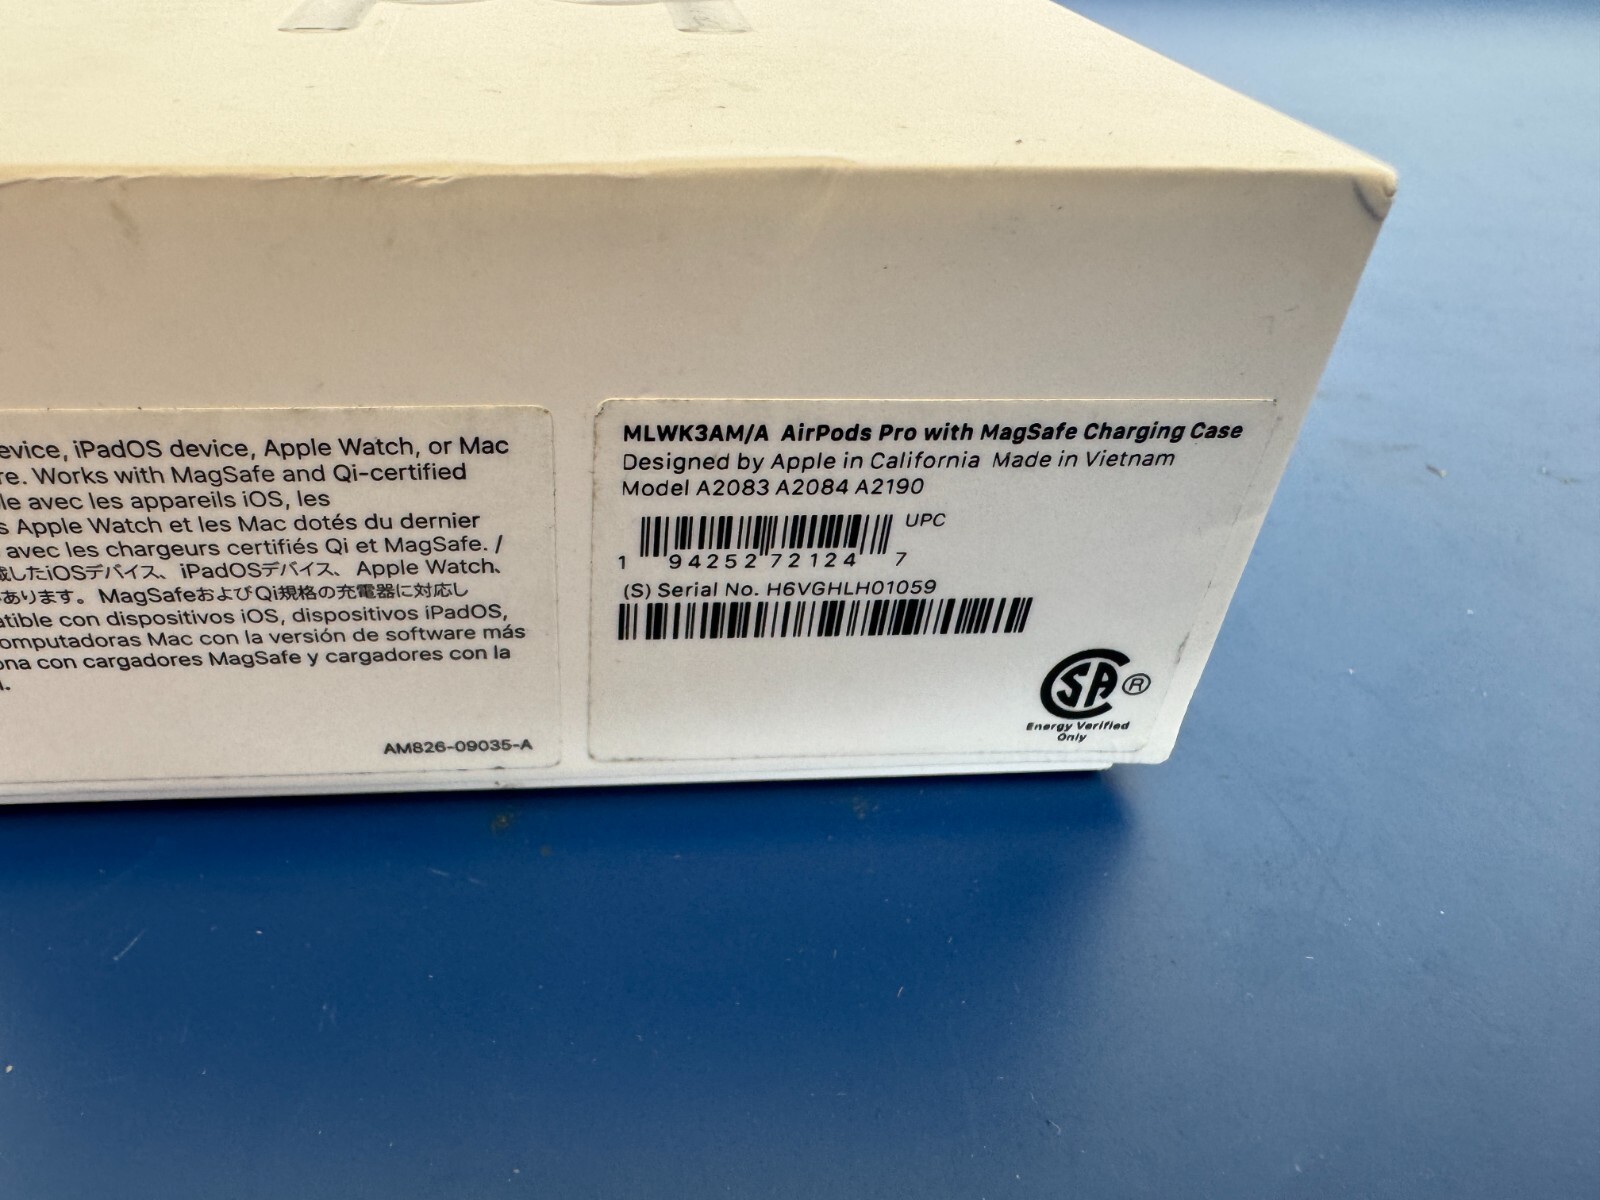 evice, iPadOS device, Apple Watch, or Mac
re. Works with MagSafe and Qi-certified
le avec les appareils iOS, les
s Apple Watch et les Mac dotés du dernier
avec les chargeurs certifiés Qi et MagSafe. /
載したiOSデバイス、iPadOSデバイス、Apple Watch、
あります。MagSafeおよびQi規格の充電器に対応し
atible con dispositivos iOS, dispositivos iPadOS,
omputadoras Mac con la versión de software más
ona con cargadores MagSafe y cargadores con la
AM826-09035-A
MLWK3AM/A AirPods Pro with MagSafe Charging Case
Designed by Apple in California Made in Vietnam
Model A2083 A2084 A2190
UPC
1 94252 72124 7
(S) Serial No. H6VGHLH01059
SA ®
Energy Verified
Only